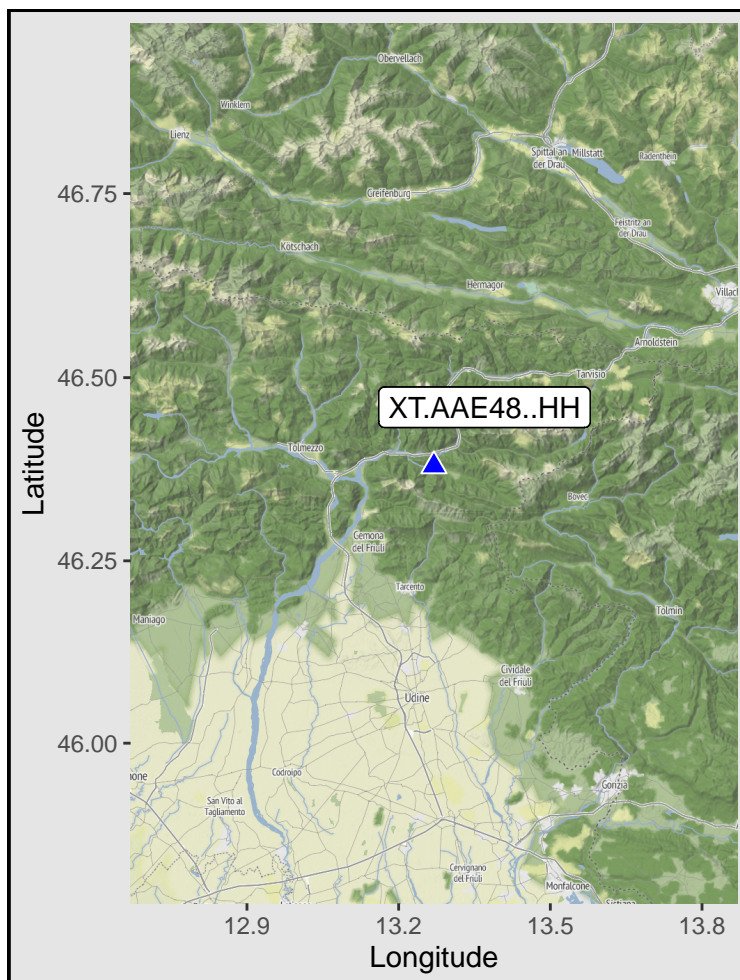 Obervellach
Winklern
Lienz
Spittal an
der Drau
Millstatt
Radenthein
46.75
Greifenburg
Feistritz an
der Drau
Kötschach
Hermagor
Villach
Arnoldstein
46.50
Tarvisio
XT.AAE48..HH
Tolmezzo
Latitude
Bovec
Gemona
del Friuli
46.25
Tarcento
Maniago
Tolmin
Cividale
del Friuli
Udine
46.00
Codroipo
Gorizia
San Vito al
Tagliamento
Cervignano
del Friuli
Monfalcone
12.9
13.2
13.5
13.8
Longitude